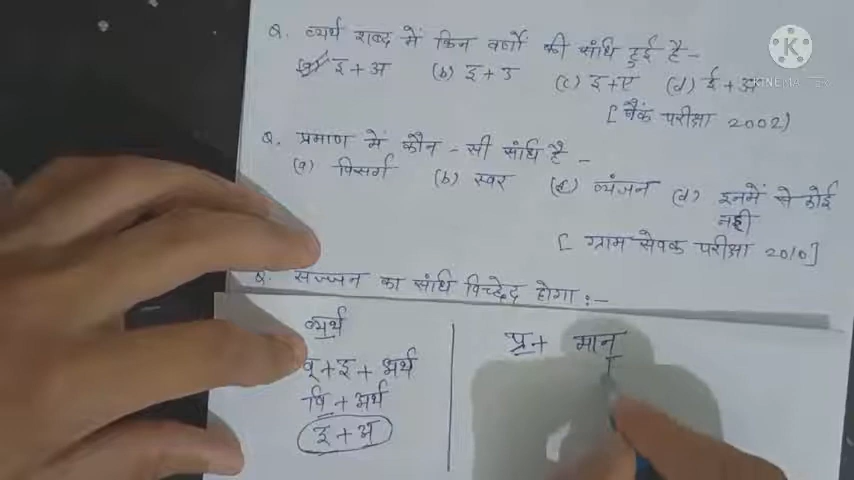 Q. व्यर्थ शब्द में किन वर्णों की संधि हुई है -
(a) इ + अ (b) इ + उ (c) इ + ए (d) ई + अ
[बैंक परीक्षा 2002)
Q. प्रमाण में कौन - सी संधि है -
(a) विसर्ग (b) स्वर (c) व्यंजन (d) इनमें से कोई
नहीं
[ ग्राम सेवक परीक्षा 2010]
Q. सज्जन का संधि विच्छेद होगा :-
व्यर्थ
व् + इ + अर्थ
वि + अर्थ
इ + अ
प्र + मान
K
KINEMASTER